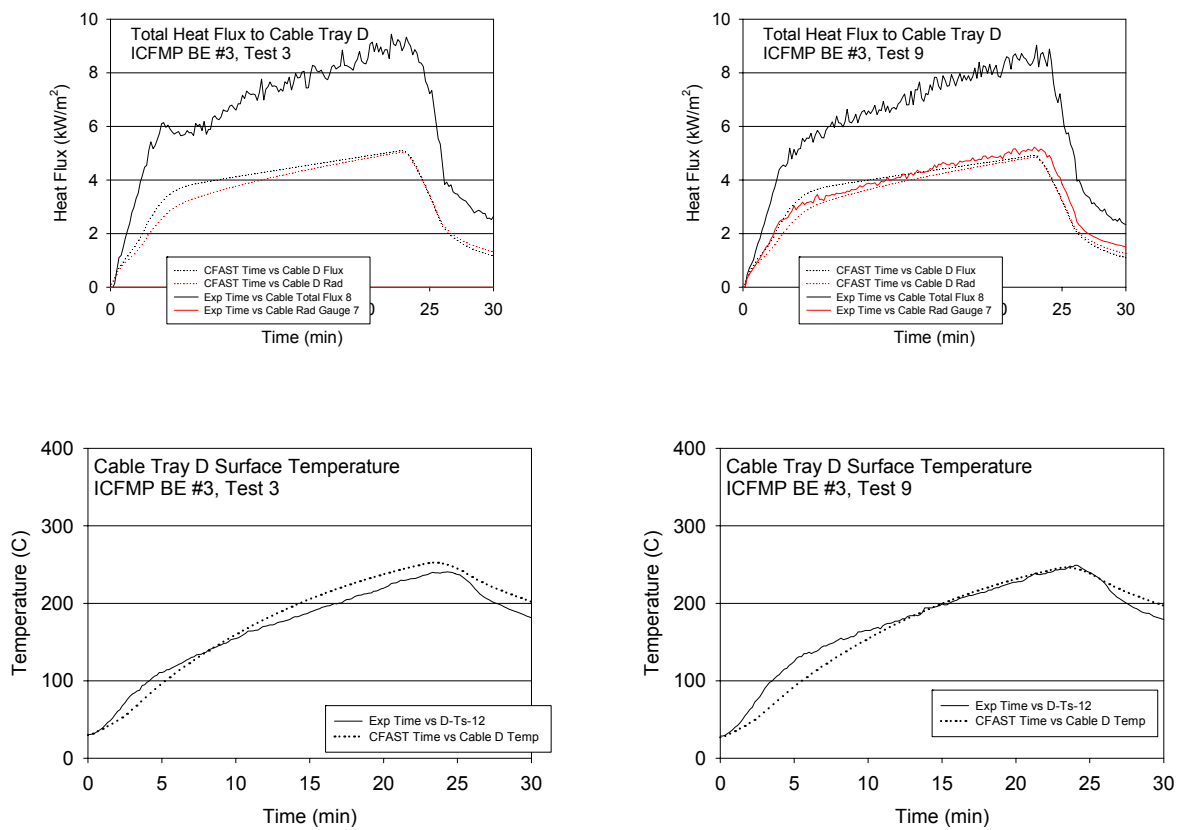 Total Heat Flux to Cable Tray D
ICFMP BE #3, Test 3
10
8
6
4
2
0
Heat Flux (kW/m²)
CFAST Time vs Cable D Flux
CFAST Time vs Cable D Rad
Exp Time vs Cable Total Flux 8
Exp Time vs Cable Rad Gauge 7
0
25
30
Time (min)
Total Heat Flux to Cable Tray D
ICFMP BE #3, Test 9
10
8
6
4
2
0
Heat Flux (kW/m²)
CFAST Time vs Cable D Flux
CFAST Time vs Cable D Rad
Exp Time vs Cable Total Flux 8
Exp Time vs Cable Rad Gauge 7
0
25
30
Time (min)
Cable Tray D Surface Temperature
ICFMP BE #3, Test 3
400
300
200
100
0
Temperature (C)
Exp Time vs D-Ts-12
CFAST Time vs Cable D Temp
0 5 10 15 20 25 30
Time (min)
Cable Tray D Surface Temperature
ICFMP BE #3, Test 9
400
300
200
100
0
Temperature (C)
Exp Time vs D-Ts-12
CFAST Time vs Cable D Temp
0 5 10 15 20 25 30
Time (min)